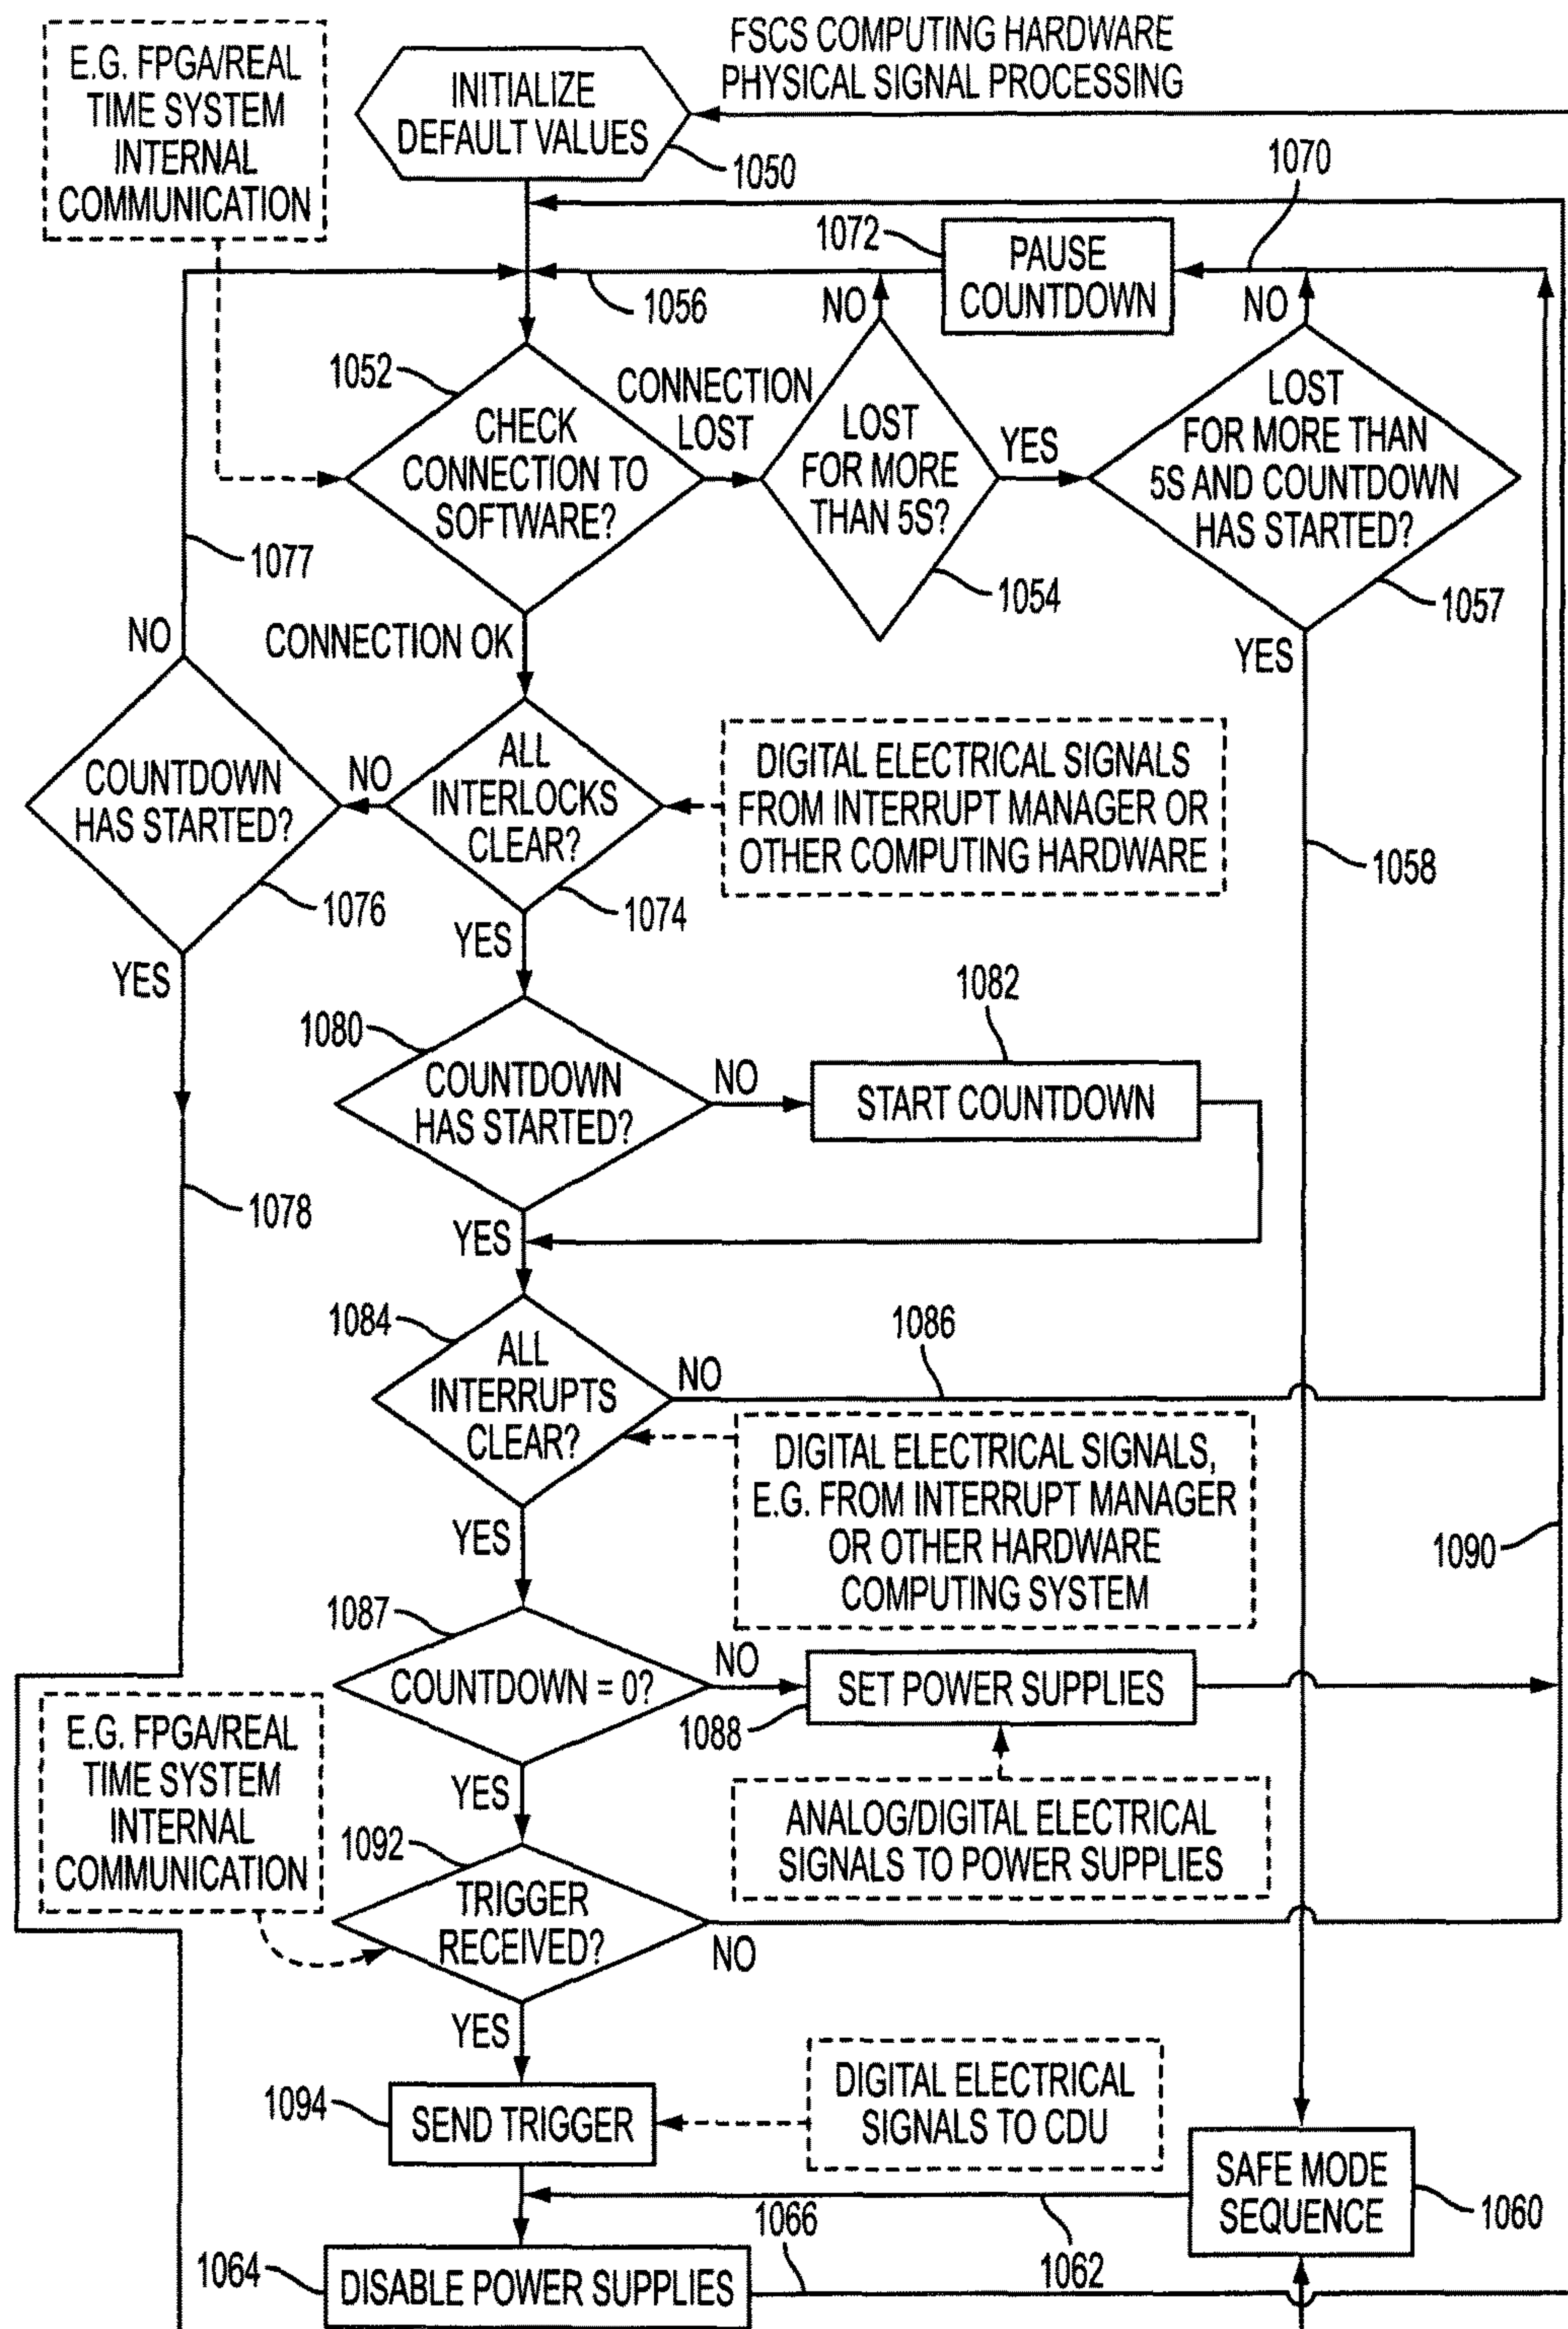 FSCS COMPUTING HARDWARE
PHYSICAL SIGNAL PROCESSING
E.G. FPGA/REAL
TIME SYSTEM
INTERNAL
COMMUNICATION
INITIALIZE
DEFAULT VALUES
1050
1070
1072
PAUSE
COUNTDOWN
1056
NO
NO
1052
CHECK
CONNECTION TO
SOFTWARE?
CONNECTION
LOST
LOST
FOR MORE
THAN 5S?
YES
1054
LOST
FOR MORE THAN
5S AND COUNTDOWN
HAS STARTED?
1057
YES
1077
NO
CONNECTION OK
COUNTDOWN
HAS STARTED?
1076
YES
NO
ALL
INTERLOCKS
CLEAR?
1074
YES
DIGITAL ELECTRICAL SIGNALS
FROM INTERRUPT MANAGER OR
OTHER COMPUTING HARDWARE
1058
1080
COUNTDOWN
HAS STARTED?
NO
1082
START COUNTDOWN
1078
YES
1084
ALL
INTERRUPTS
CLEAR?
NO
1086
YES
DIGITAL ELECTRICAL SIGNALS,
E.G. FROM INTERRUPT MANAGER
OR OTHER HARDWARE
COMPUTING SYSTEM
1090
1087
COUNTDOWN = 0?
NO
SET POWER SUPPLIES
1088
YES
ANALOG/DIGITAL ELECTRICAL
SIGNALS TO POWER SUPPLIES
E.G. FPGA/REAL
TIME SYSTEM
INTERNAL
COMMUNICATION
1092
TRIGGER
RECEIVED?
NO
YES
1094
SEND TRIGGER
DIGITAL ELECTRICAL
SIGNALS TO CDU
SAFE MODE
SEQUENCE
1060
1066
1062
1064
DISABLE POWER SUPPLIES